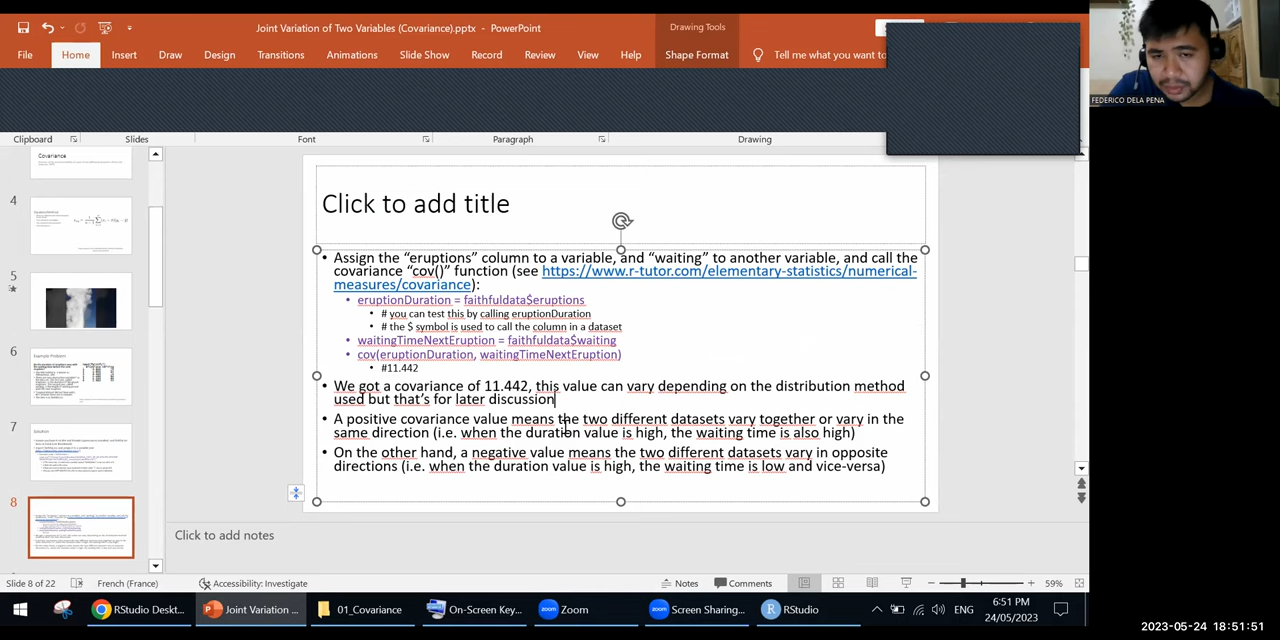 Joint Variation of Two Variables (Covariance).pptx - PowerPoint
Drawing Tools
File Home Insert Draw Design Transitions Animations Slide Show Record Review View Help Shape Format Tell me what you want to
FEDERICO DELA PENA
Clipboard Slides Font Paragraph Drawing
Covariance
4
5
6
Example Problem
7
Solution
8
Click to add title
• Assign the “eruptions” column to a variable, and “waiting” to another variable, and call the
covariance “cov()” function (see https://www.r-tutor.com/elementary-statistics/numerical-
measures/covariance):
• eruptionDuration = faithfuldata$eruptions
• # you can test this by calling eruptionDuration
• # the $ symbol is used to call the column in a dataset
• waitingTimeNextEruption = faithfuldata$waiting
• cov(eruptionDuration, waitingTimeNextEruption)
• #11.442
• We got a covariance of 11.442, this value can vary depending on the distribution method
used but that’s for later discussion
• A positive covariance value means the two different datasets vary together or vary in the
same direction (i.e. when the duration value is high, the waiting time is also high)
• On the other hand, a negative value means the two different datasets vary in opposite
directions (i.e. when the duration value is high, the waiting time is low and vice-versa)
Click to add notes
Slide 8 of 22 French (France) Accessibility: Investigate Notes Comments 59%
RStudio Deskt... Joint Variation ... 01_Covariance On-Screen Key... Zoom Screen Sharing... RStudio ENG
6:51 PM
24/05/2023
2023-05-24 18:51:51